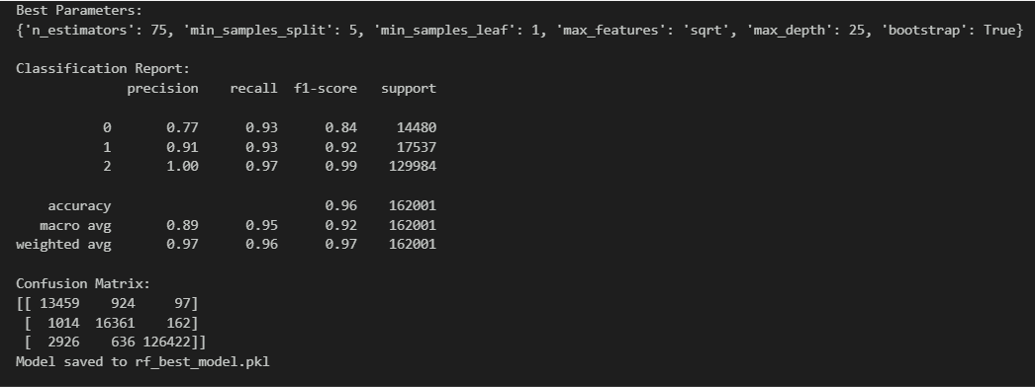 Best Parameters:
{'n_estimators': 75, 'min_samples_split': 5, 'min_samples_leaf': 1, 'max_features': 'sqrt', 'max_depth': 25, 'bootstrap': True}
Classification Report:
precision recall f1-score support
0 0.77 0.93 0.84 14480
1 0.91 0.93 0.92 17537
2 1.00 0.97 0.99 129984
accuracy 0.96 162001
macro avg 0.89 0.95 0.92 162001
weighted avg 0.97 0.96 0.97 162001
Confusion Matrix:
[[ 13459 924 97]
[ 1014 16361 162]
[ 2926 636 126422]]
Model saved to rf_best_model.pkl